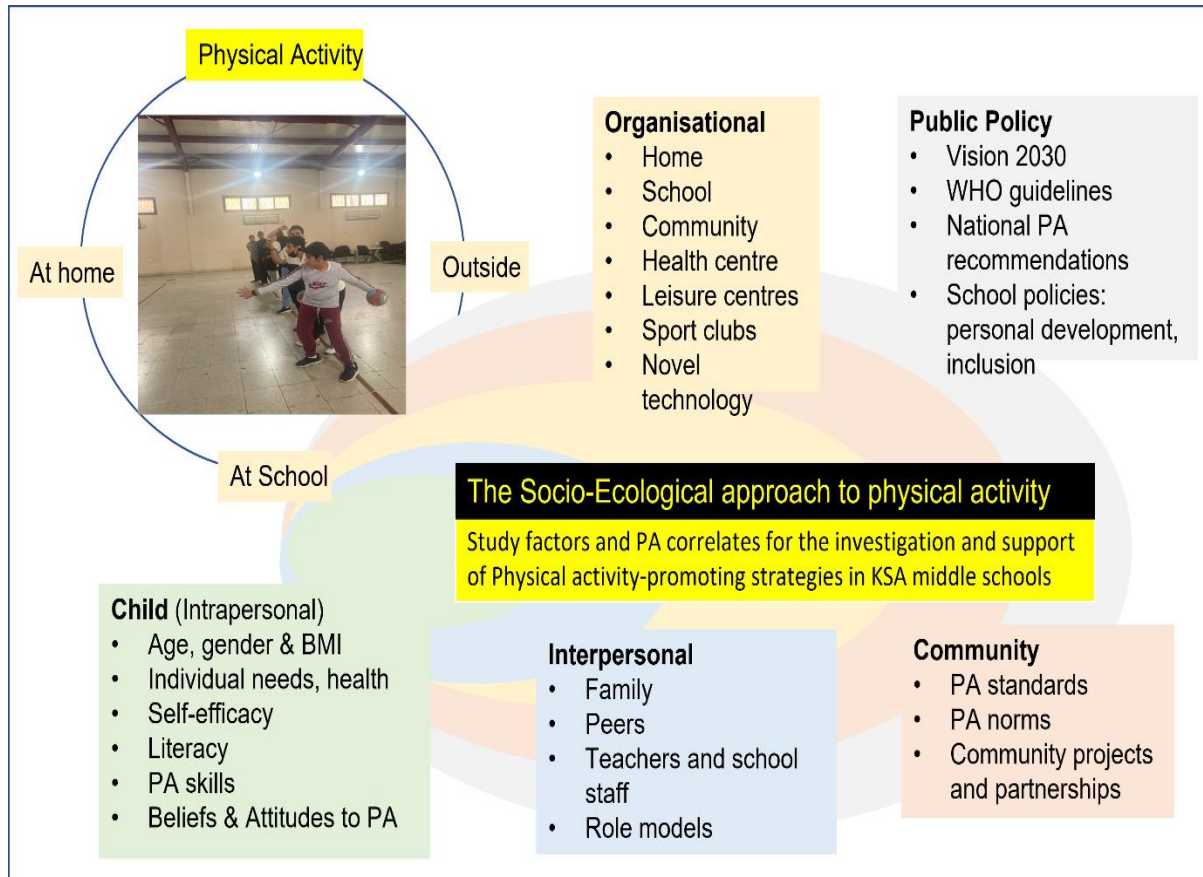 Physical Activity
At home
Outside
At School
Organisational
• Home
• School
• Community
• Health centre
• Leisure centres
• Sport clubs
• Novel
technology
Public Policy
• Vision 2030
• WHO guidelines
• National PA
recommendations
• School policies:
personal development,
inclusion
The Socio-Ecological approach to physical activity
Study factors and PA correlates for the investigation and support
of Physical activity-promoting strategies in KSA middle schools
Child (Intrapersonal)
• Age, gender & BMI
• Individual needs, health
• Self-efficacy
• Literacy
• PA skills
• Beliefs & Attitudes to PA
Interpersonal
• Family
• Peers
• Teachers and school
staff
• Role models
Community
• PA standards
• PA norms
• Community projects
and partnerships